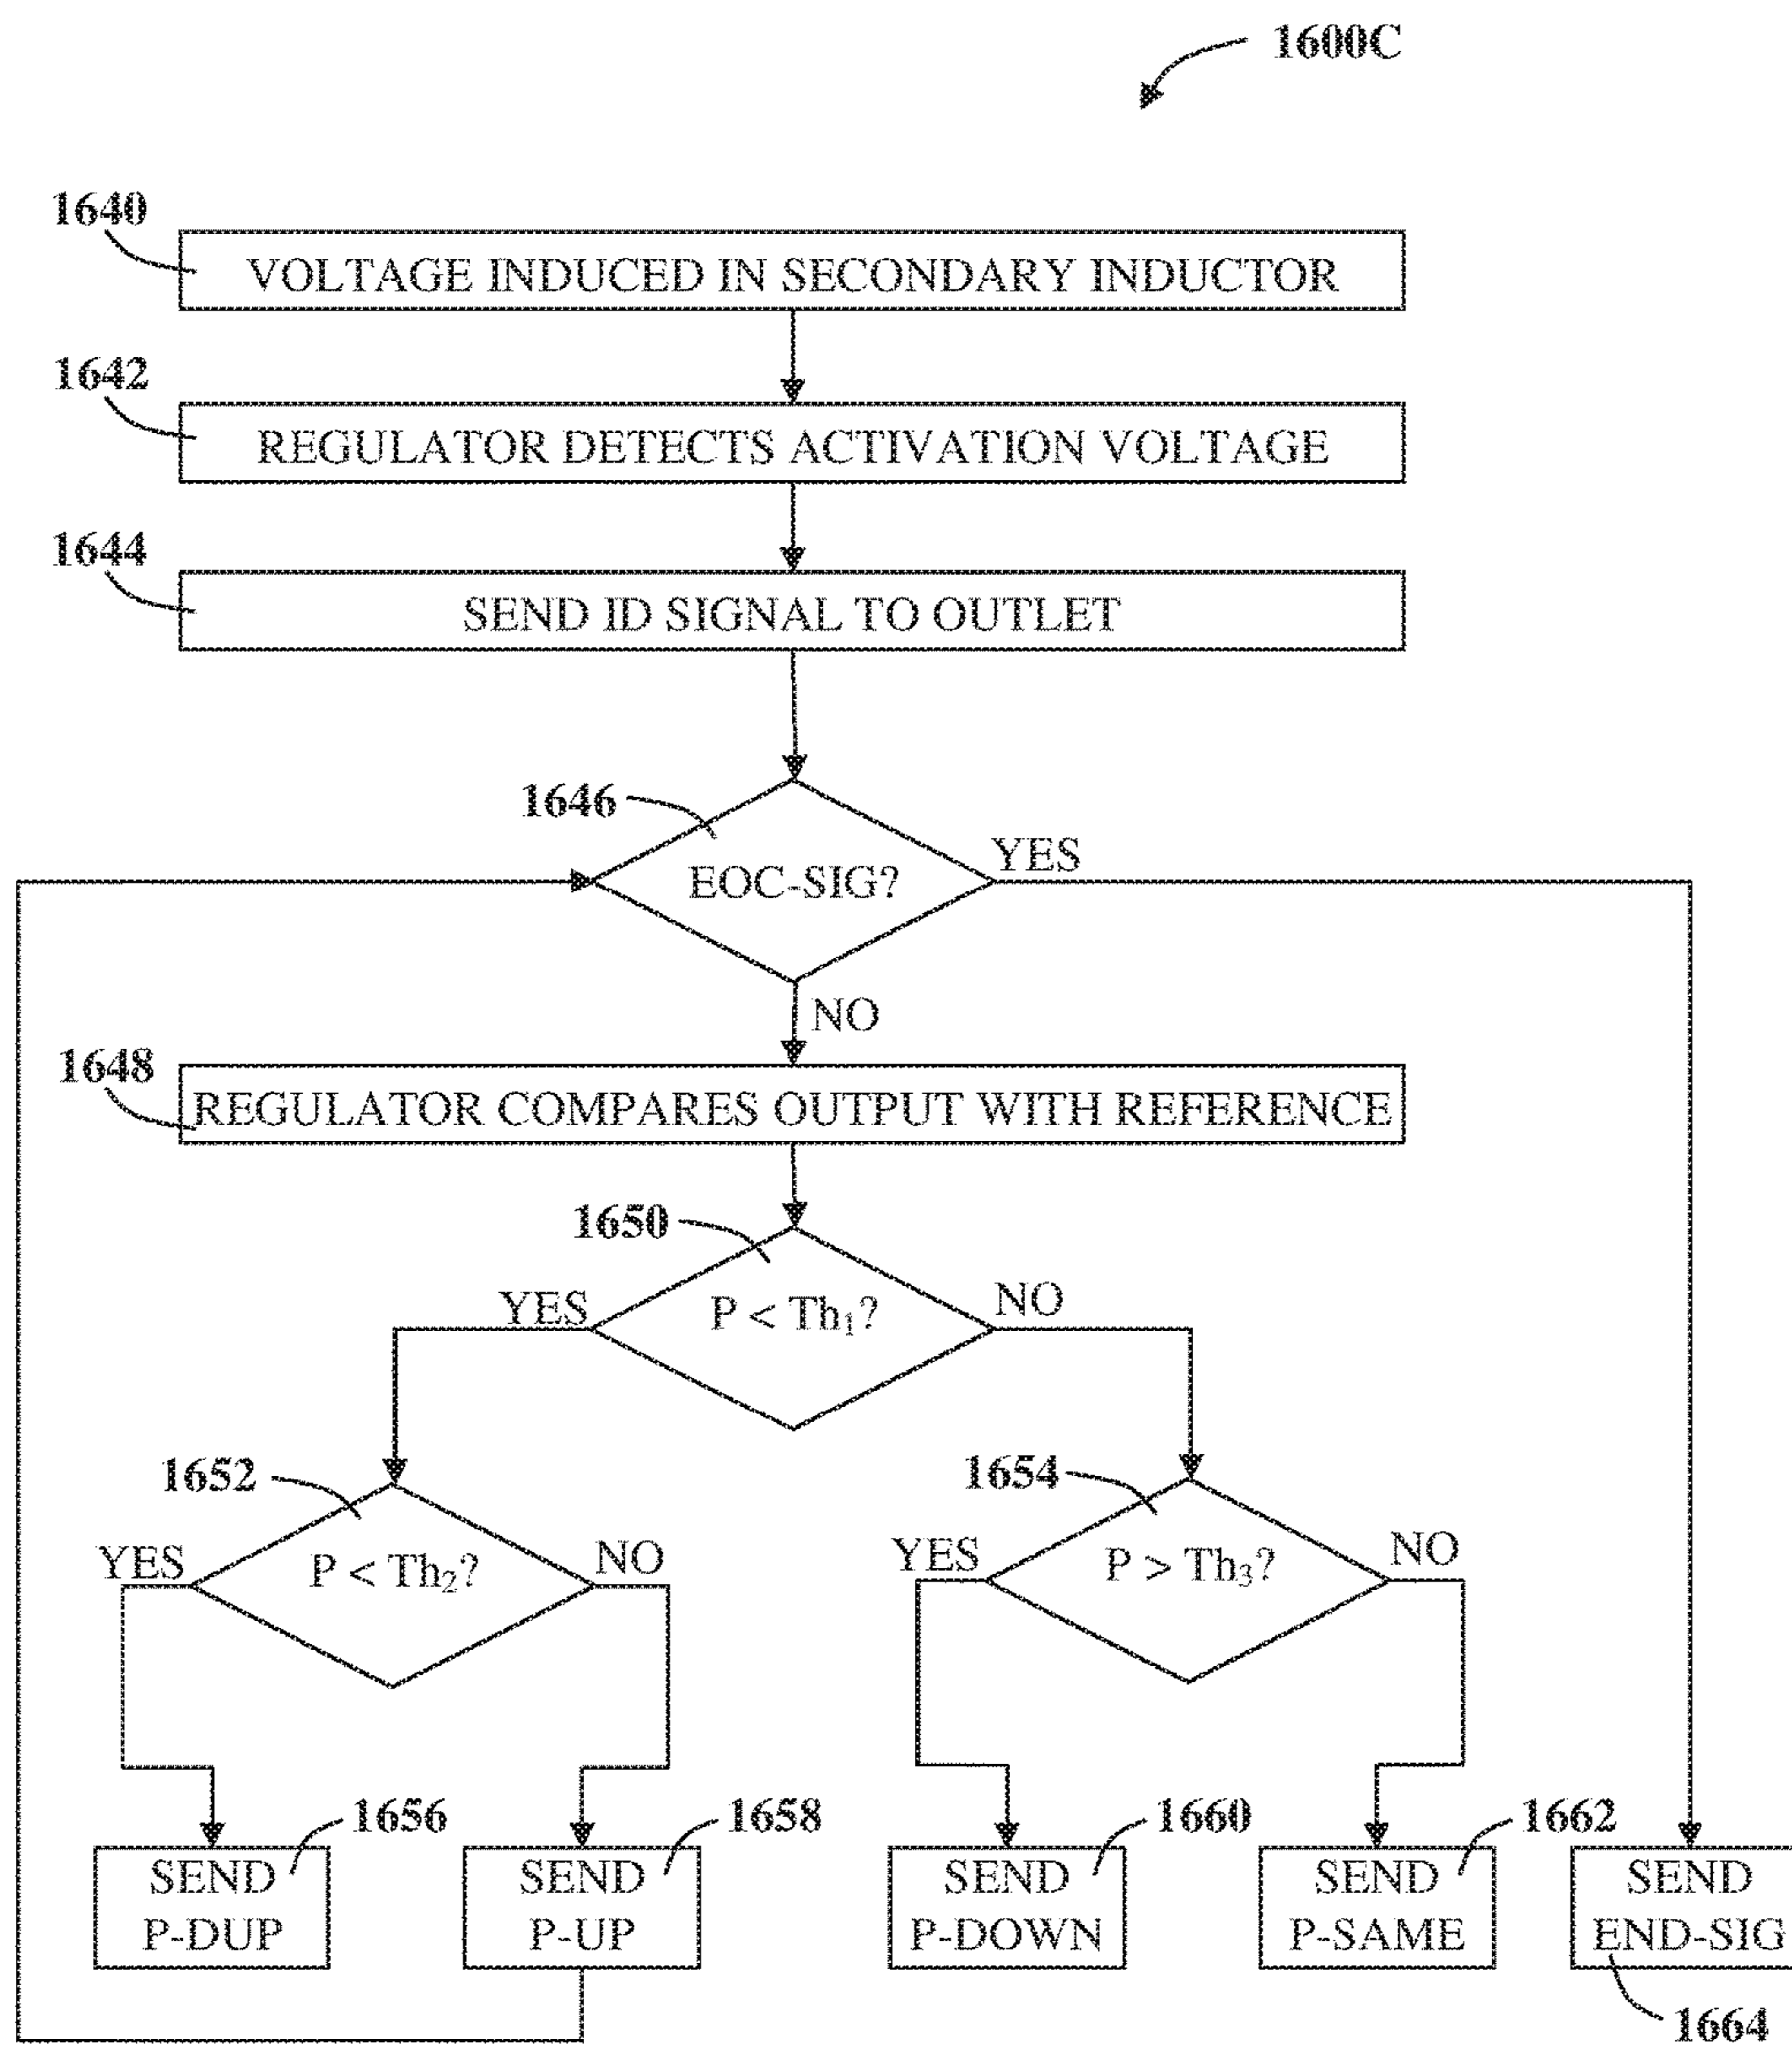 1600C
1640
VOLTAGE INDUCED IN SECONDARY INDUCTOR
1642
REGULATOR DETECTS ACTIVATION VOLTAGE
1644
SEND ID SIGNAL TO OUTLET
1646
EOC-SIG?
YES
NO
1648
REGULATOR COMPARES OUTPUT WITH REFERENCE
1650
YES
P < Th₁?
NO
1652
YES
P < Th₂?
NO
1654
YES
P > Th₃?
NO
1656
SEND
P-DUP
1658
SEND
P-UP
1660
SEND
P-DOWN
1662
SEND
P-SAME
SEND
END-SIG
1664